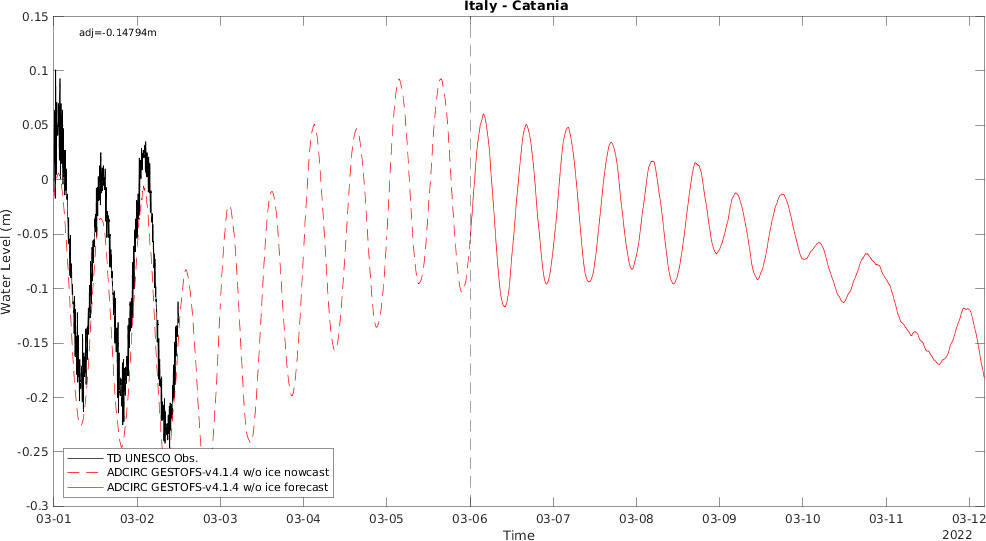 Italy - Catania
adj=-0.14794m
0.15
0.1
0.05
0
-0.05
-0.1
-0.15
-0.2
-0.25
-0.3
Water Level (m)
TD UNESCO Obs.
ADCIRC GESTOFS-v4.1.4 w/o ice nowcast
ADCIRC GESTOFS-v4.1.4 w/o ice forecast
03-01 03-02 03-03 03-04 03-05 03-06 03-07 03-08 03-09 03-10 03-11 03-12
Time
2022